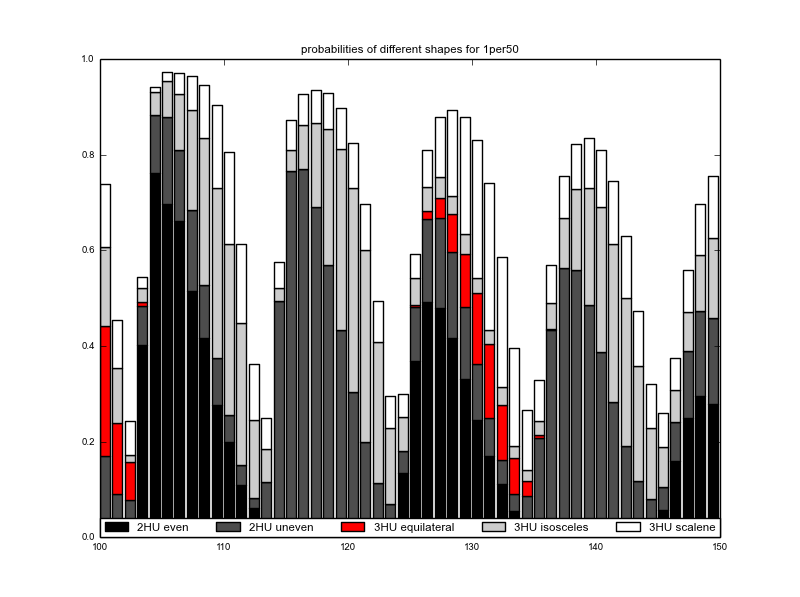 probabilities of different shapes for 1per50
1.0
0.8
0.6
0.4
0.2
0.0
2HU even 2HU uneven 3HU equilateral 3HU isosceles 3HU scalene
100 110 120 130 140 150